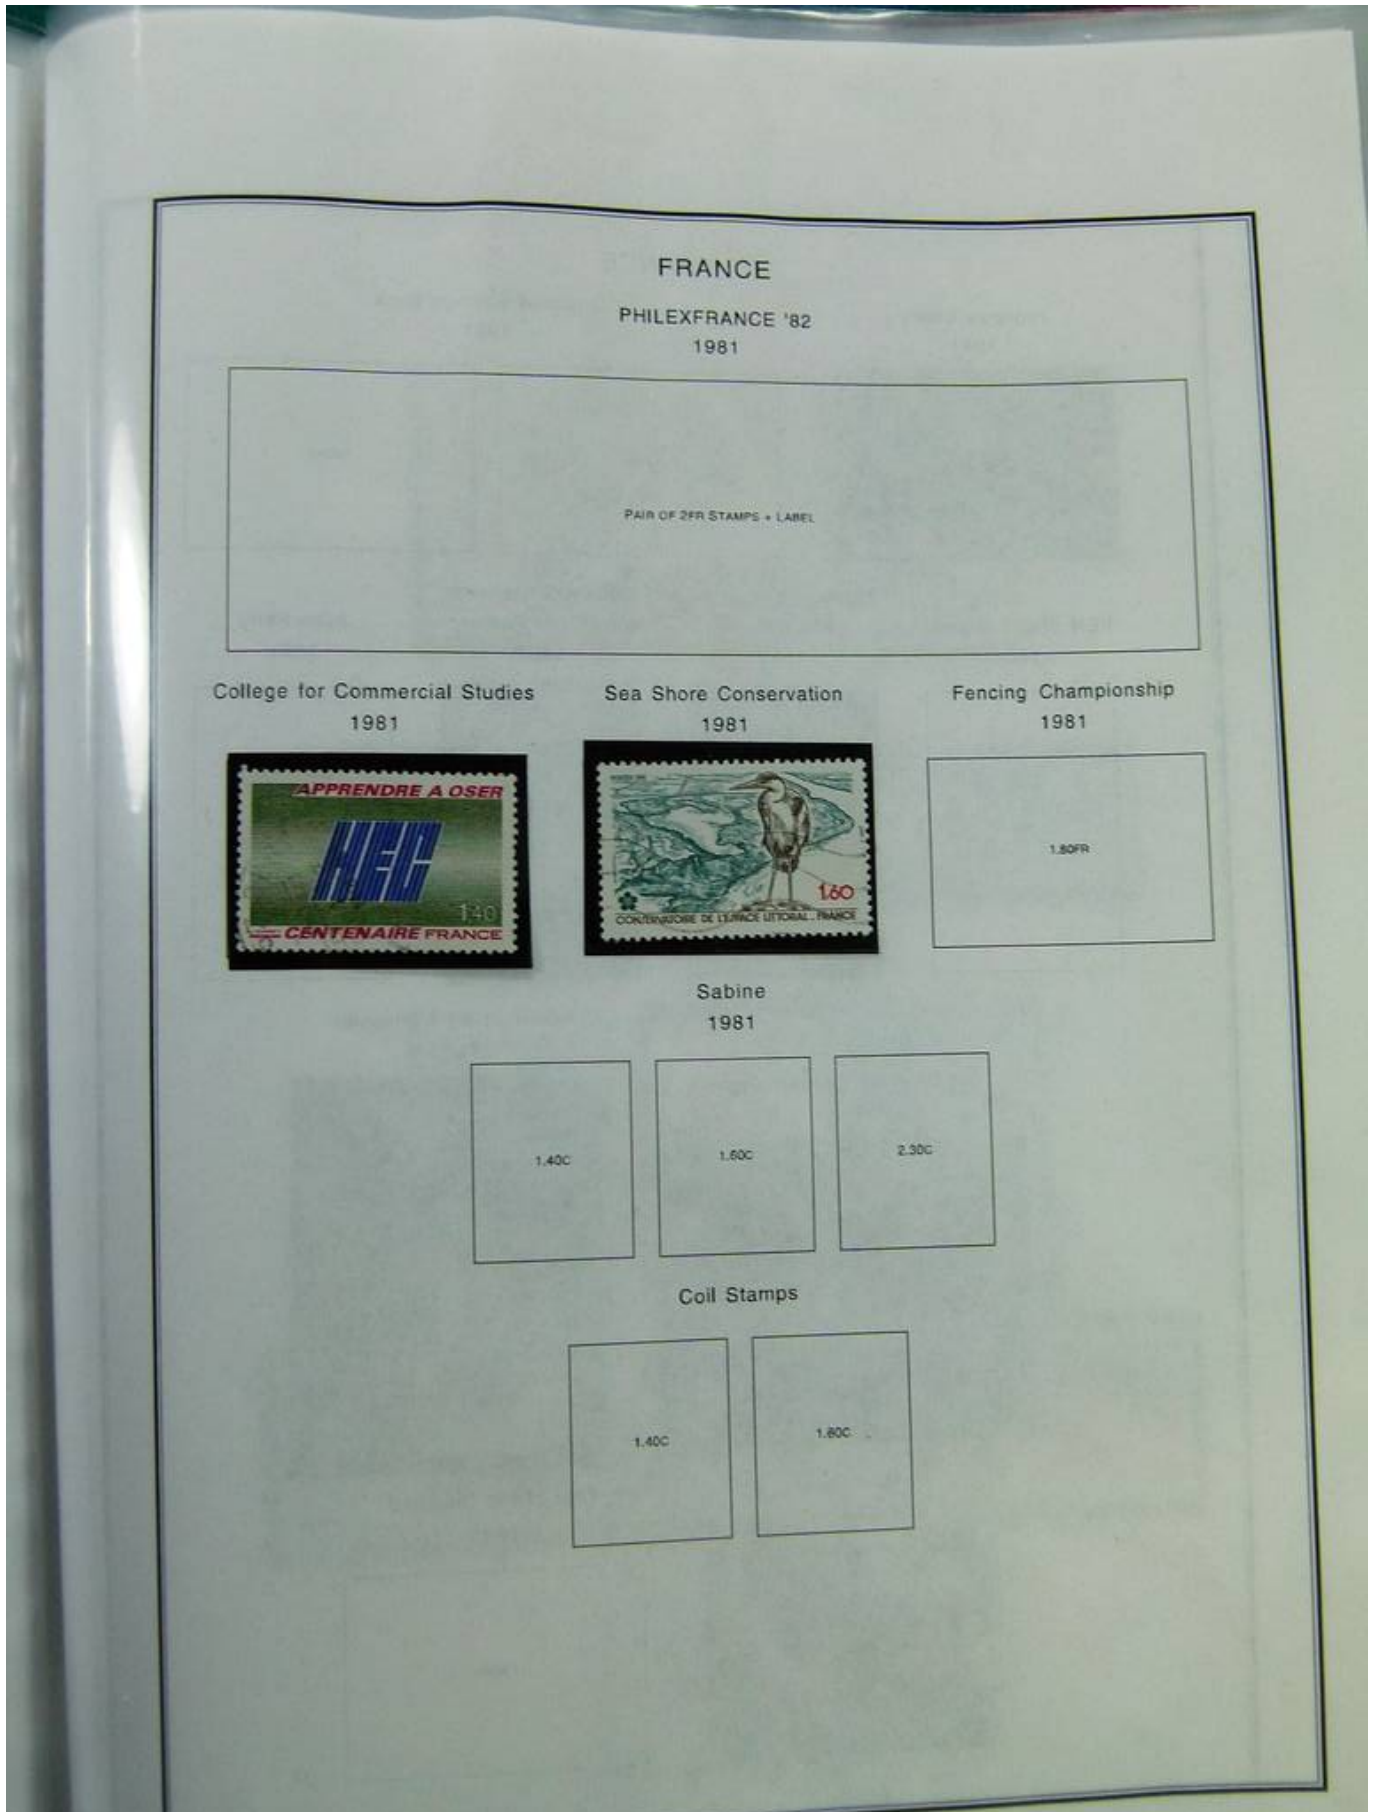 FRANCE
PHILEXFRANCE '82
1981
PAIR OF 2FR STAMPS + LABEL
College for Commercial Studies
1981
Sea Shore Conservation
1981
Fencing Championship
1981
APPRENDRE A OSER
HEC
1,40
CENTENAIRE FRANCE
1,60
CONSERVATOIRE DE L'ESPACE LITTORAL . FRANCE
1.80FR
Sabine
1981
1.40C
1.60C
2.30C
Coil Stamps
1.40C
1.60C